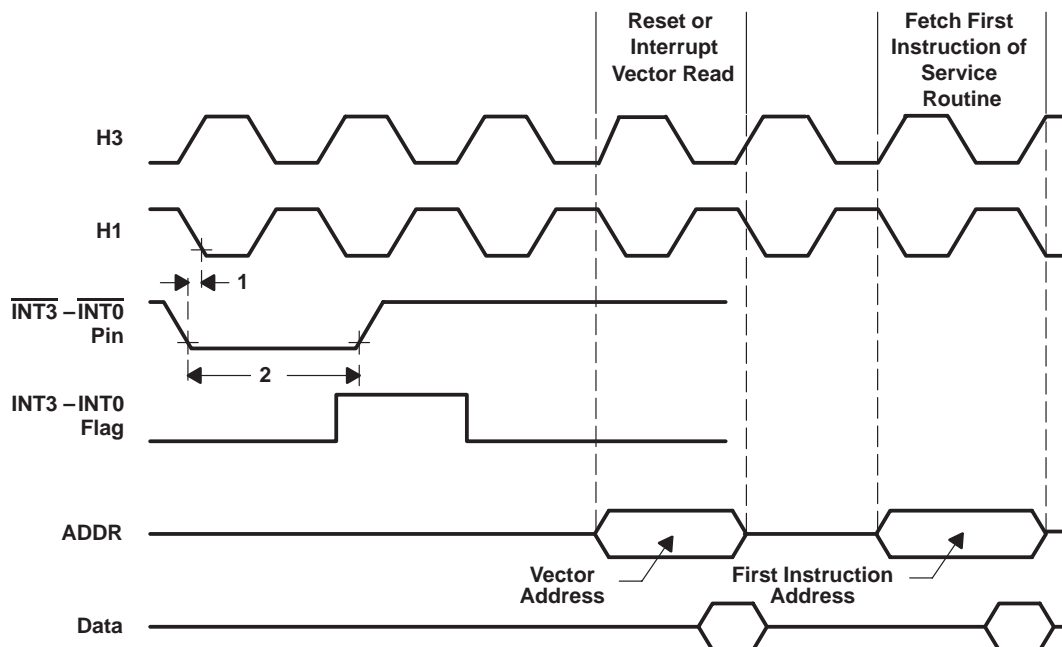 Reset or
Interrupt
Vector Read
Fetch First
Instruction of
Service
Routine
H3
H1
1
INT3 – INT0
Pin
2
INT3 – INT0
Flag
ADDR
Vector
Address
First Instruction
Address
Data